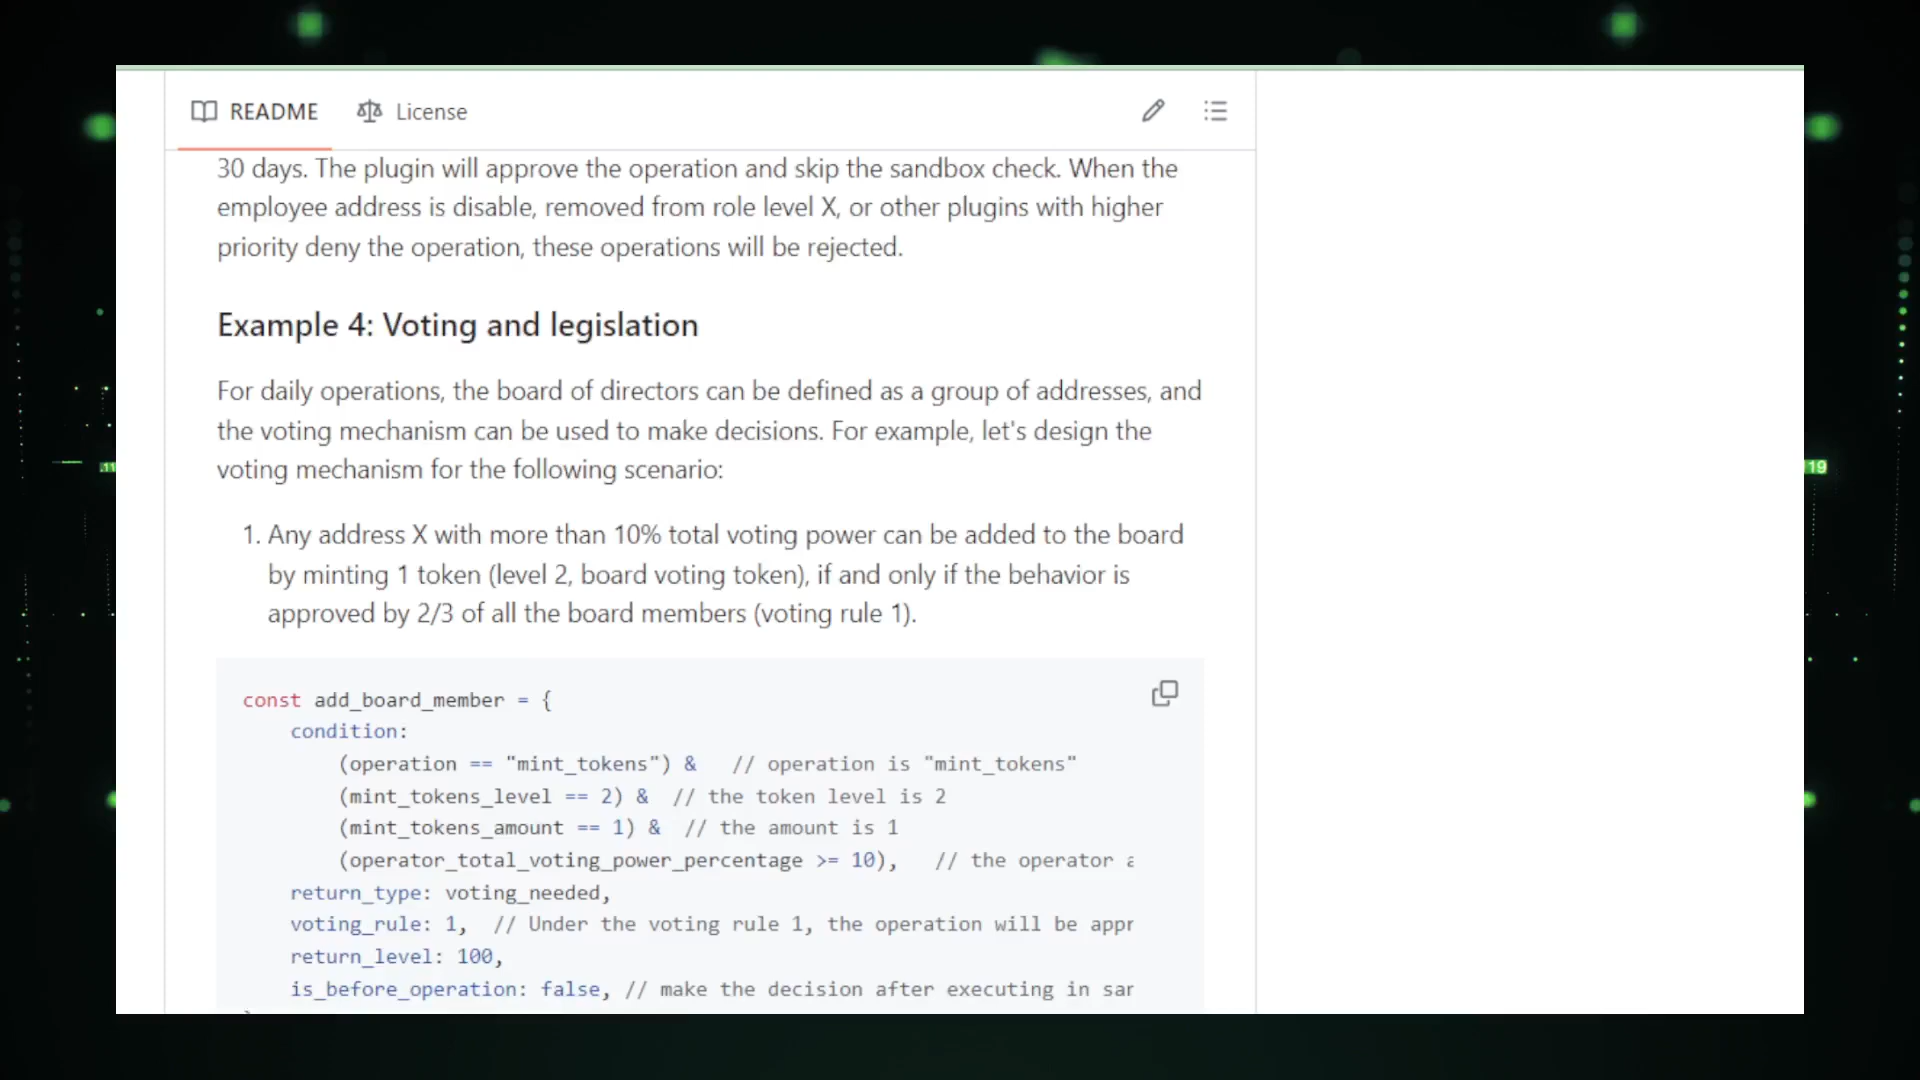 README License
30 days. The plugin will approve the operation and skip the sandbox check. When the
employee address is disable, removed from role level X, or other plugins with higher
priority deny the operation, these operations will be rejected.
Example 4: Voting and legislation
For daily operations, the board of directors can be defined as a group of addresses, and
the voting mechanism can be used to make decisions. For example, let's design the
voting mechanism for the following scenario:
1. Any address X with more than 10% total voting power can be added to the board
by minting 1 token (level 2, board voting token), if and only if the behavior is
approved by 2/3 of all the board members (voting rule 1).
const add_board_member = {
condition:
(operation == "mint_tokens") & // operation is "mint_tokens"
(mint_tokens_level == 2) & // the token level is 2
(mint_tokens_amount == 1) & // the amount is 1
(operator_total_voting_power_percentage >= 10), // the operator
return_type: voting_needed,
voting_rule: 1, // Under the voting rule 1, the operation will be appr
return_level: 100,
is_before_operation: false, // make the decision after executing in sar
.11
19